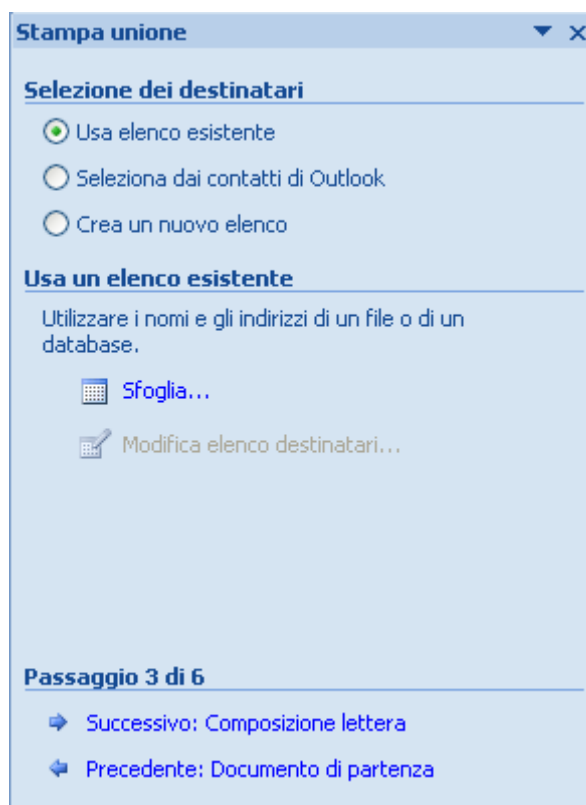 Stampa unione
Selezione dei destinatari
Usa elenco esistente
Seleziona dai contatti di Outlook
Crea un nuovo elenco
Usa un elenco esistente
Utilizzare i nomi e gli indirizzi di un file o di un
database.
Sfoglia...
Modifica elenco destinatari...
Passaggio 3 di 6
Successivo: Composizione lettera
Precedente: Documento di partenza